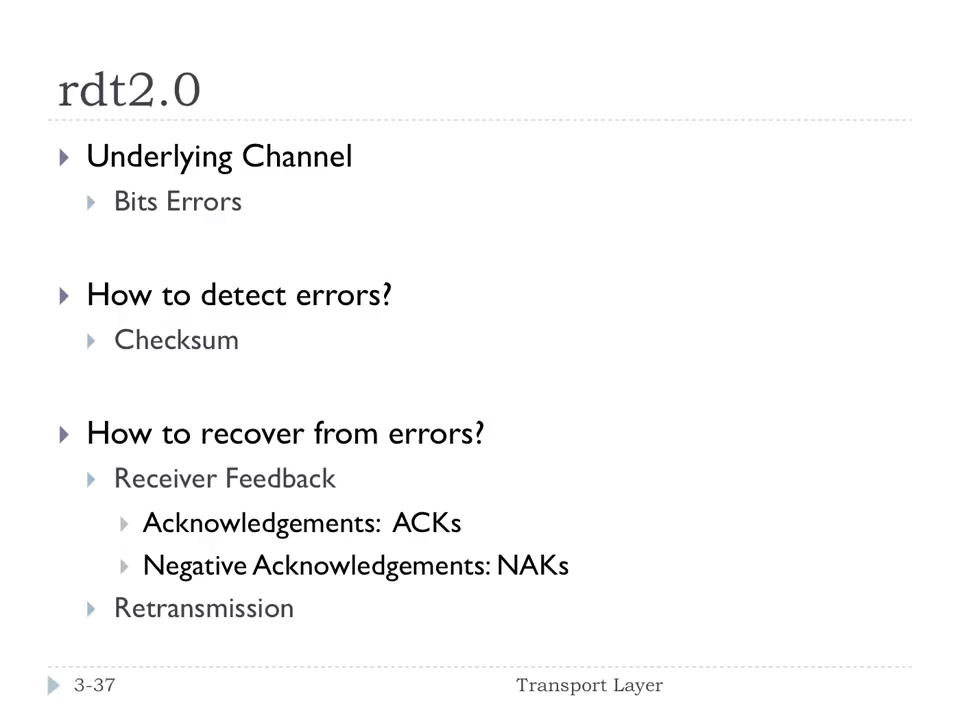 rdt2.0
Underlying Channel
Bits Errors
How to detect errors?
Checksum
How to recover from errors?
Receiver Feedback
Acknowledgements: ACKs
Negative Acknowledgements: NAKs
Retransmission
3-37 Transport Layer